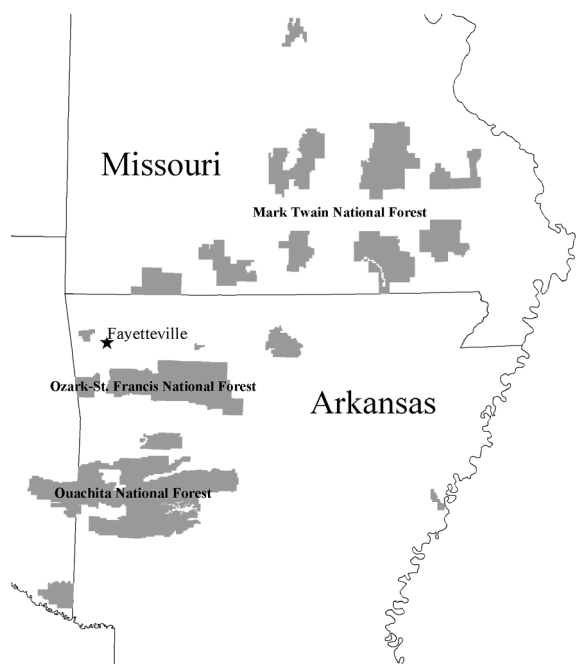 Missouri
Mark Twain National Forest
Fayetteville
Ozark-St. Francis National Forest
Arkansas
Ouachita National Forest